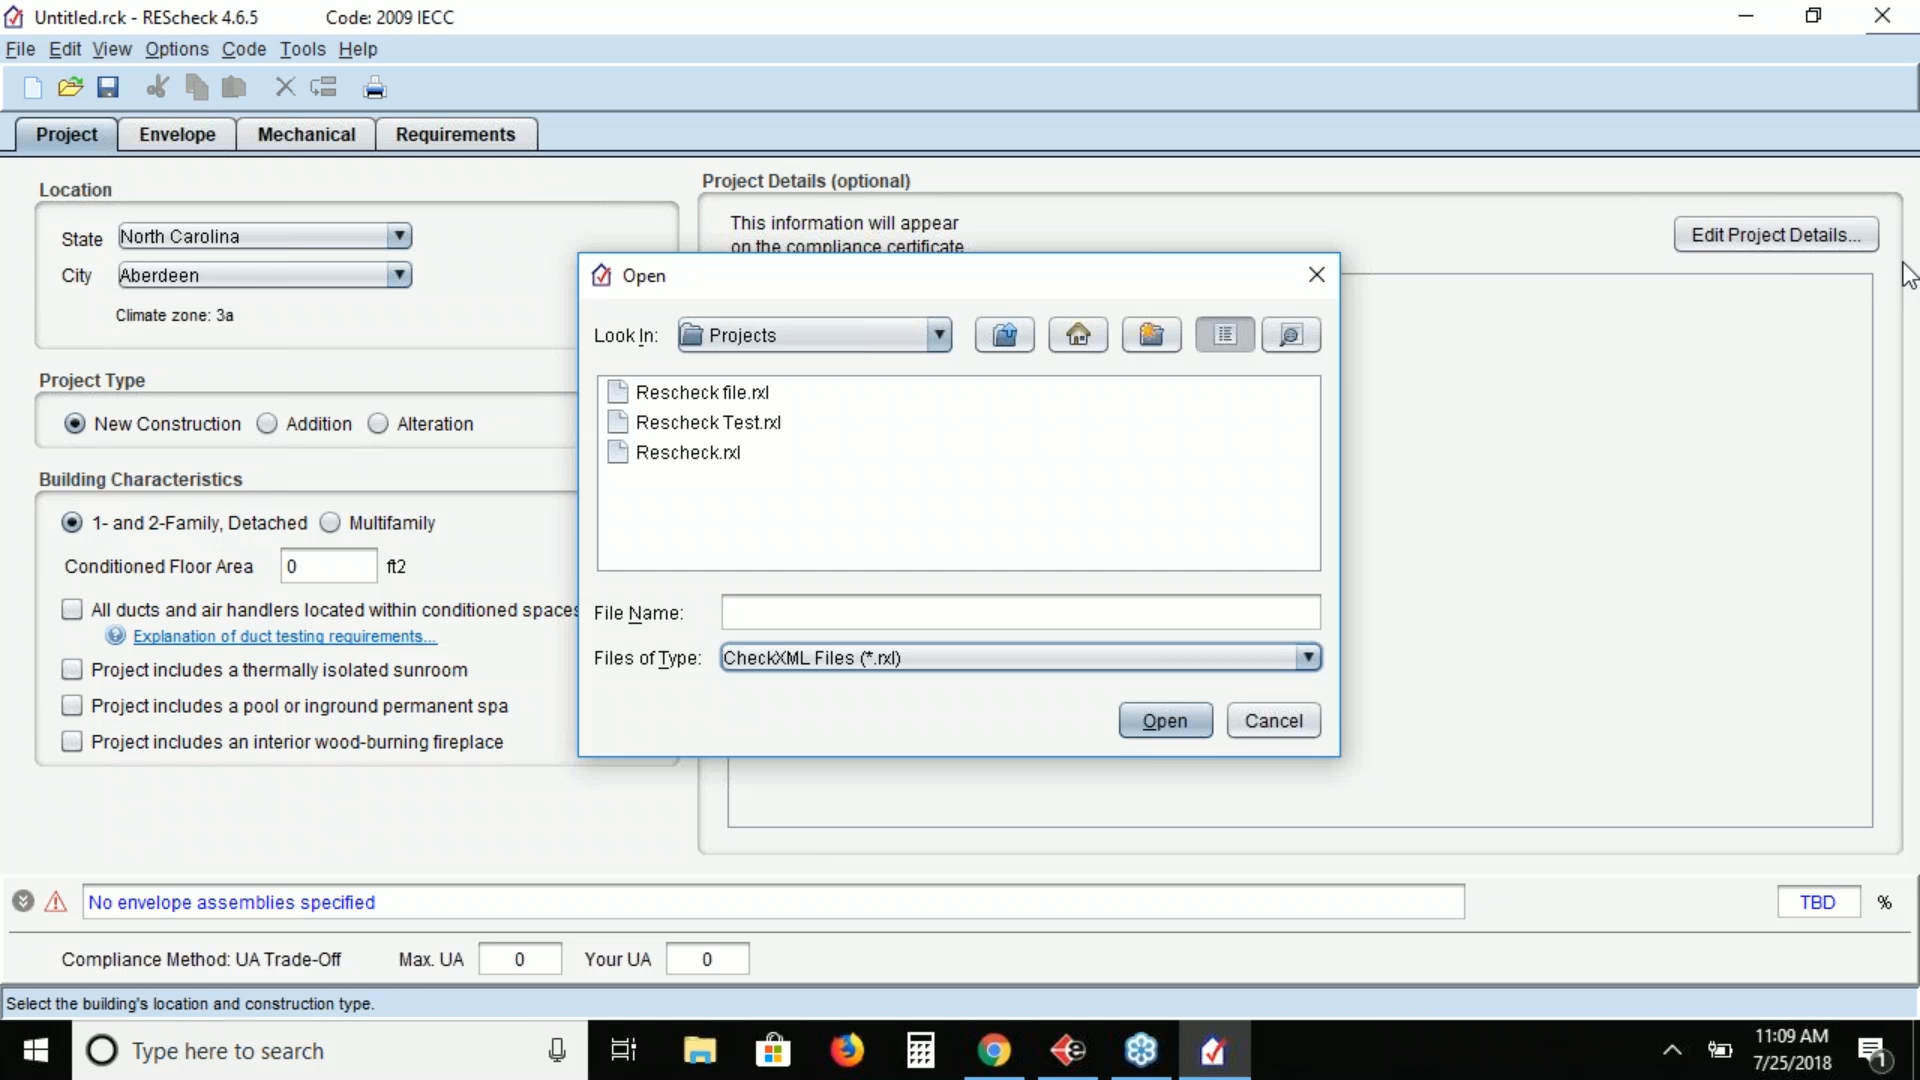 Untitled.rck - REScheck 4.6.5 Code: 2009 IECC
File Edit View Options Code Tools Help
Project Envelope Mechanical Requirements
Location
State North Carolina
City Aberdeen
Climate zone: 3a
Project Type
New Construction Addition Alteration
Building Characteristics
1- and 2-Family, Detached Multifamily
Conditioned Floor Area 0 ft2
All ducts and air handlers located within conditioned spaces
Explanation of duct testing requirements...
Project includes a thermally isolated sunroom
Project includes a pool or inground permanent spa
Project includes an interior wood-burning fireplace
Project Details (optional)
This information will appear
on the compliance certificate
Edit Project Details...
Open
Look In: Projects
Rescheck file.rxl
Rescheck Test.rxl
Rescheck.rxl
File Name:
Files of Type: CheckXML Files (*.rxl)
Open Cancel
No envelope assemblies specified TBD %
Compliance Method: UA Trade-Off Max. UA 0 Your UA 0
Select the building's location and construction type.
Type here to search
11:09 AM
7/25/2018
1